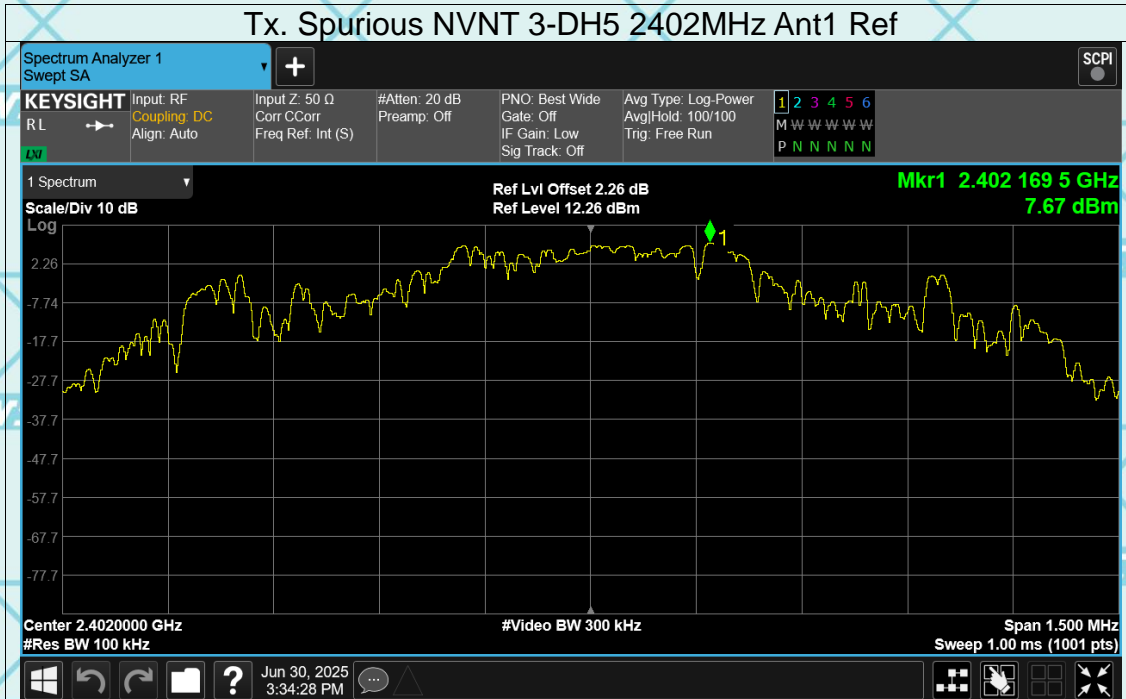 Tx. Spurious NVNT 3-DH5 2402MHz Ant1 Ref
Spectrum Analyzer 1
Swept SA
+
SCPI
KEYSIGHT
R L
LXI
Input: RF
Coupling: DC
Align: Auto
Input Z: 50 Ω
Corr CCorr
Freq Ref: Int (S)
#Atten: 20 dB
Preamp: Off
PNO: Best Wide
Gate: Off
IF Gain: Low
Sig Track: Off
Avg Type: Log-Power
Avg|Hold: 100/100
Trig: Free Run
1 2 3 4 5 6
M W W W W W
P N N N N N
1 Spectrum
Scale/Div 10 dB
Ref Lvl Offset 2.26 dB
Ref Level 12.26 dBm
Mkr1 2.402 169 5 GHz
7.67 dBm
Log
1
2.26
-7.74
-17.7
-27.7
-37.7
-47.7
-57.7
-67.7
-77.7
Center 2.4020000 GHz
#Video BW 300 kHz
Span 1.500 MHz
#Res BW 100 kHz
Sweep 1.00 ms (1001 pts)
?
Jun 30, 2025
3:34:28 PM